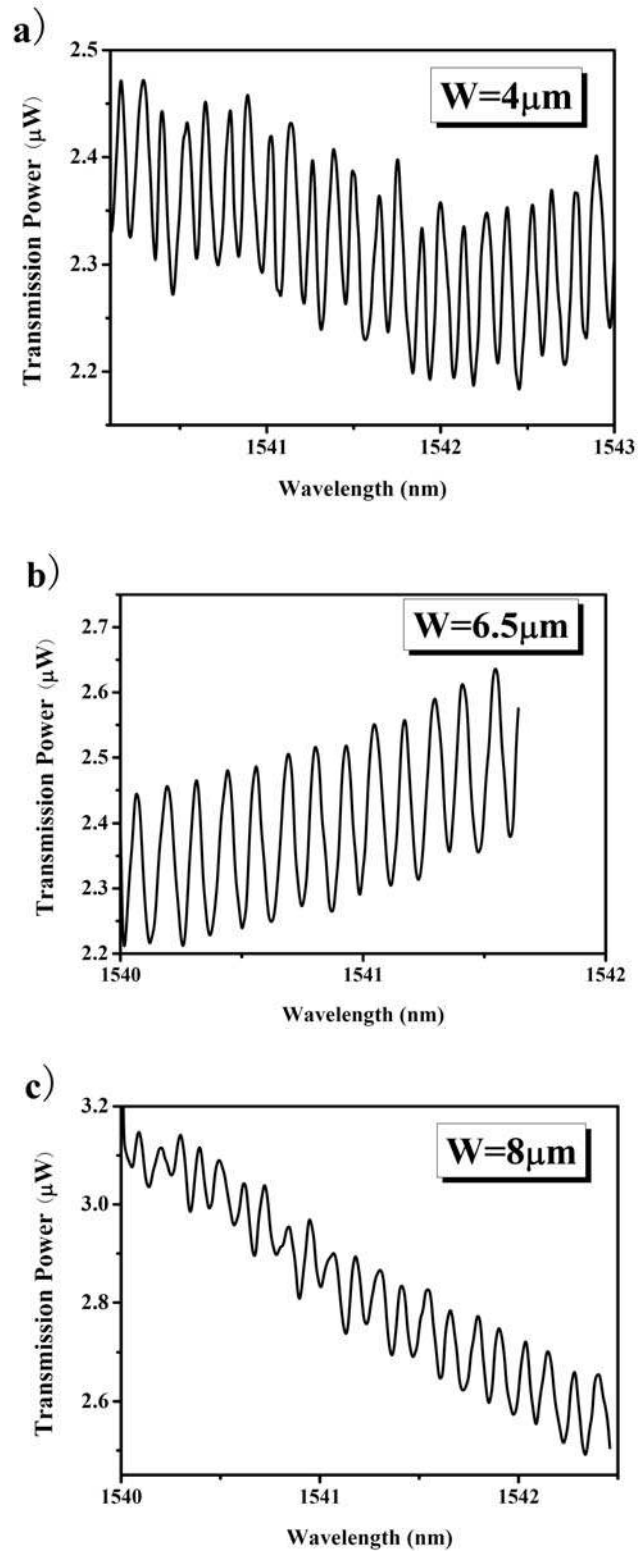 a)
W=4μm
Transmission Power (μW)
2.5
2.4
2.3
2.2
1541 1542 1543
Wavelength (nm)
b)
W=6.5μm
Transmission Power (μW)
2.7
2.6
2.5
2.4
2.3
2.2
1540 1541 1542
Wavelength (nm)
c)
W=8μm
Transmission Power (μW)
3.2
3.0
2.8
2.6
1540 1541 1542
Wavelength (nm)